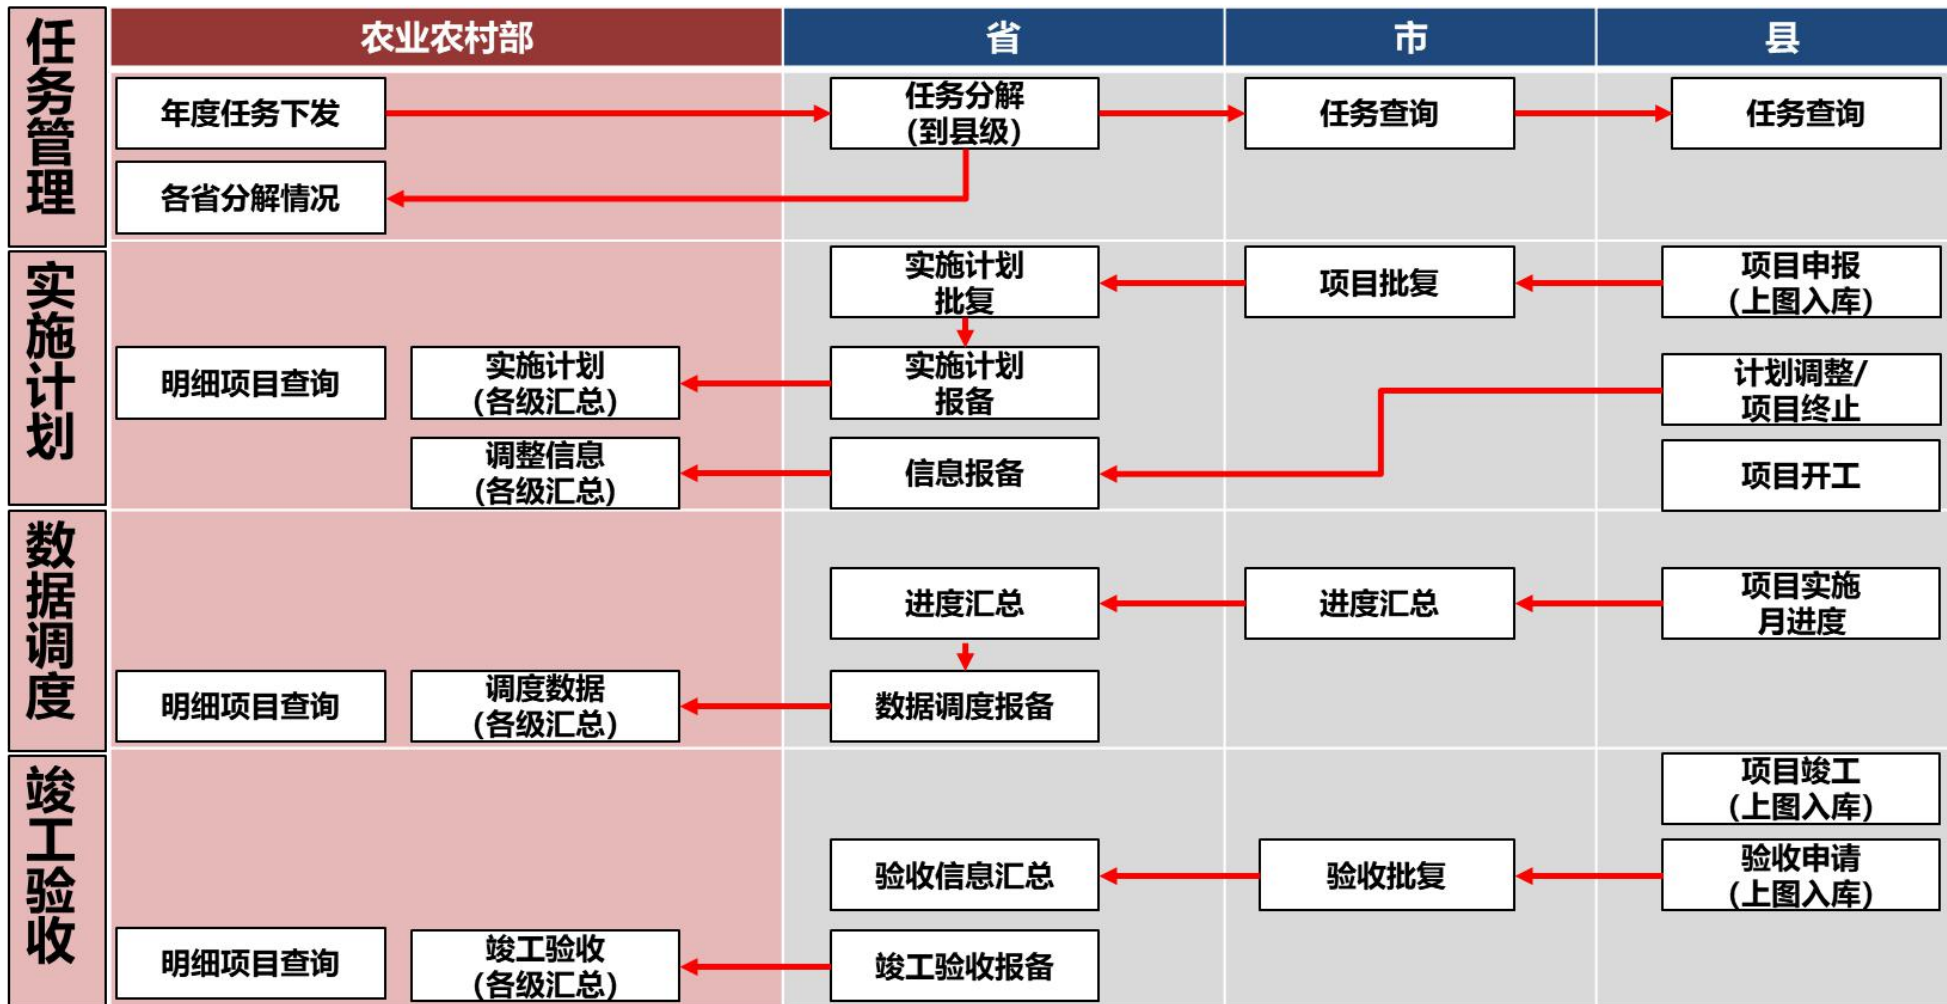 任务管理
农业农村部
省
市
县
年度任务下发
任务分解
(到县级)
任务查询
任务查询
各省分解情况
实施计划
实施计划
批复
项目批复
项目申报
(上图入库)
明细项目查询
实施计划
(各级汇总)
实施计划
报备
计划调整/
项目终止
调整信息
(各级汇总)
信息报备
项目开工
数据调度
进度汇总
进度汇总
项目实施
月进度
明细项目查询
调度数据
(各级汇总)
数据调度报备
竣工验收
项目竣工
(上图入库)
验收信息汇总
验收批复
验收申请
(上图入库)
明细项目查询
竣工验收
(各级汇总)
竣工验收报备